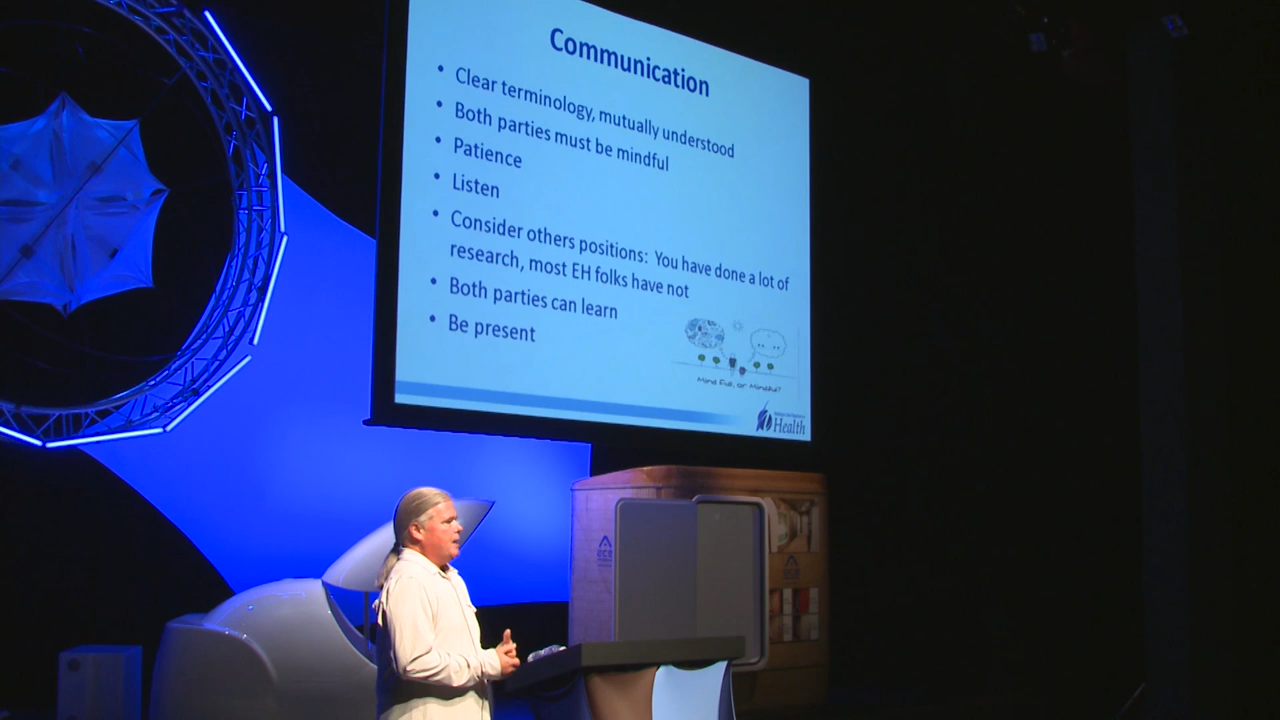 Communication
• Clear terminology, mutually understood
• Both parties must be mindful
• Patience
• Listen
• Consider others positions: You have done a lot of
research, most EH folks have not
• Both parties can learn
• Be present
Mind Full, or Mindful?
Health
ece